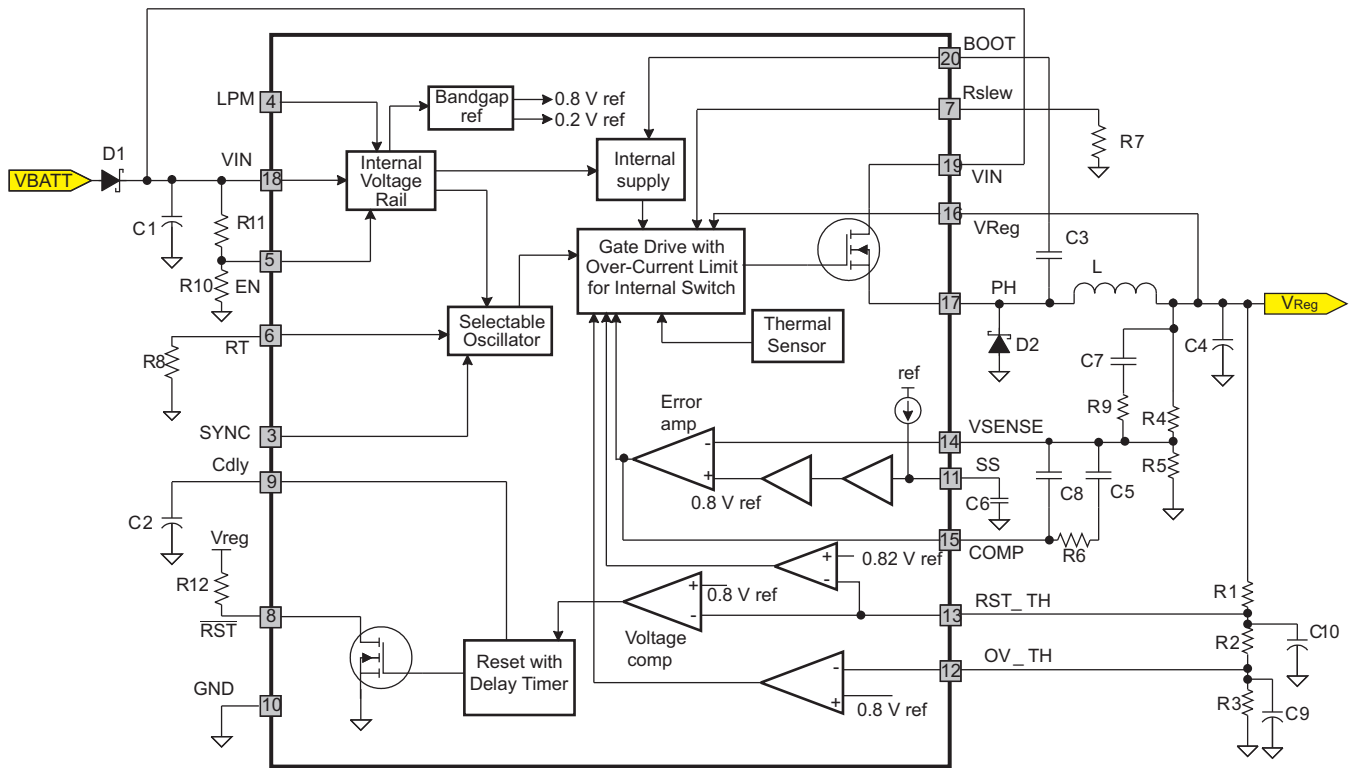 BOOT
20
LPM
4
Bandgap
ref
0.8 V ref
0.2 V ref
Rslew
7
R7
D1
VBATT
VIN
18
Internal
Voltage
Rail
Internal
supply
19
VIN
C1
R11
5
R10
EN
16
VReg
Gate Drive with
Over-Current Limit
for Internal Switch
C3
L
PH
17
VReg
6
RT
R8
Selectable
Oscillator
Thermal
Sensor
D2
C7
C4
ref
R9
R4
Error
amp
SYNC
3
14
VSENSE
Cdly
9
-
+
0.8 V ref
11
SS
C6
C8
C5
R5
C2
Vreg
15
COMP
R6
R12
+
-
0.82 V ref
R1
8
RST
+
-
0.8 V ref
13
RST_TH
Voltage
comp
R2
C10
Reset with
Delay Timer
12
OV_TH
-
+
0.8 V ref
GND
10
R3
C9